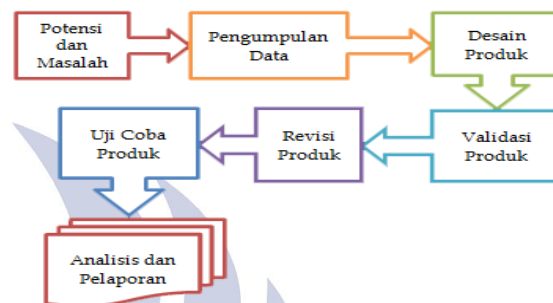 Potensi
dan
Masalah
Pengumpulan
Data
Desain
Produk
Validasi
Produk
Revisi
Produk
Uji Coba
Produk
Analisis dan
Pelaporan